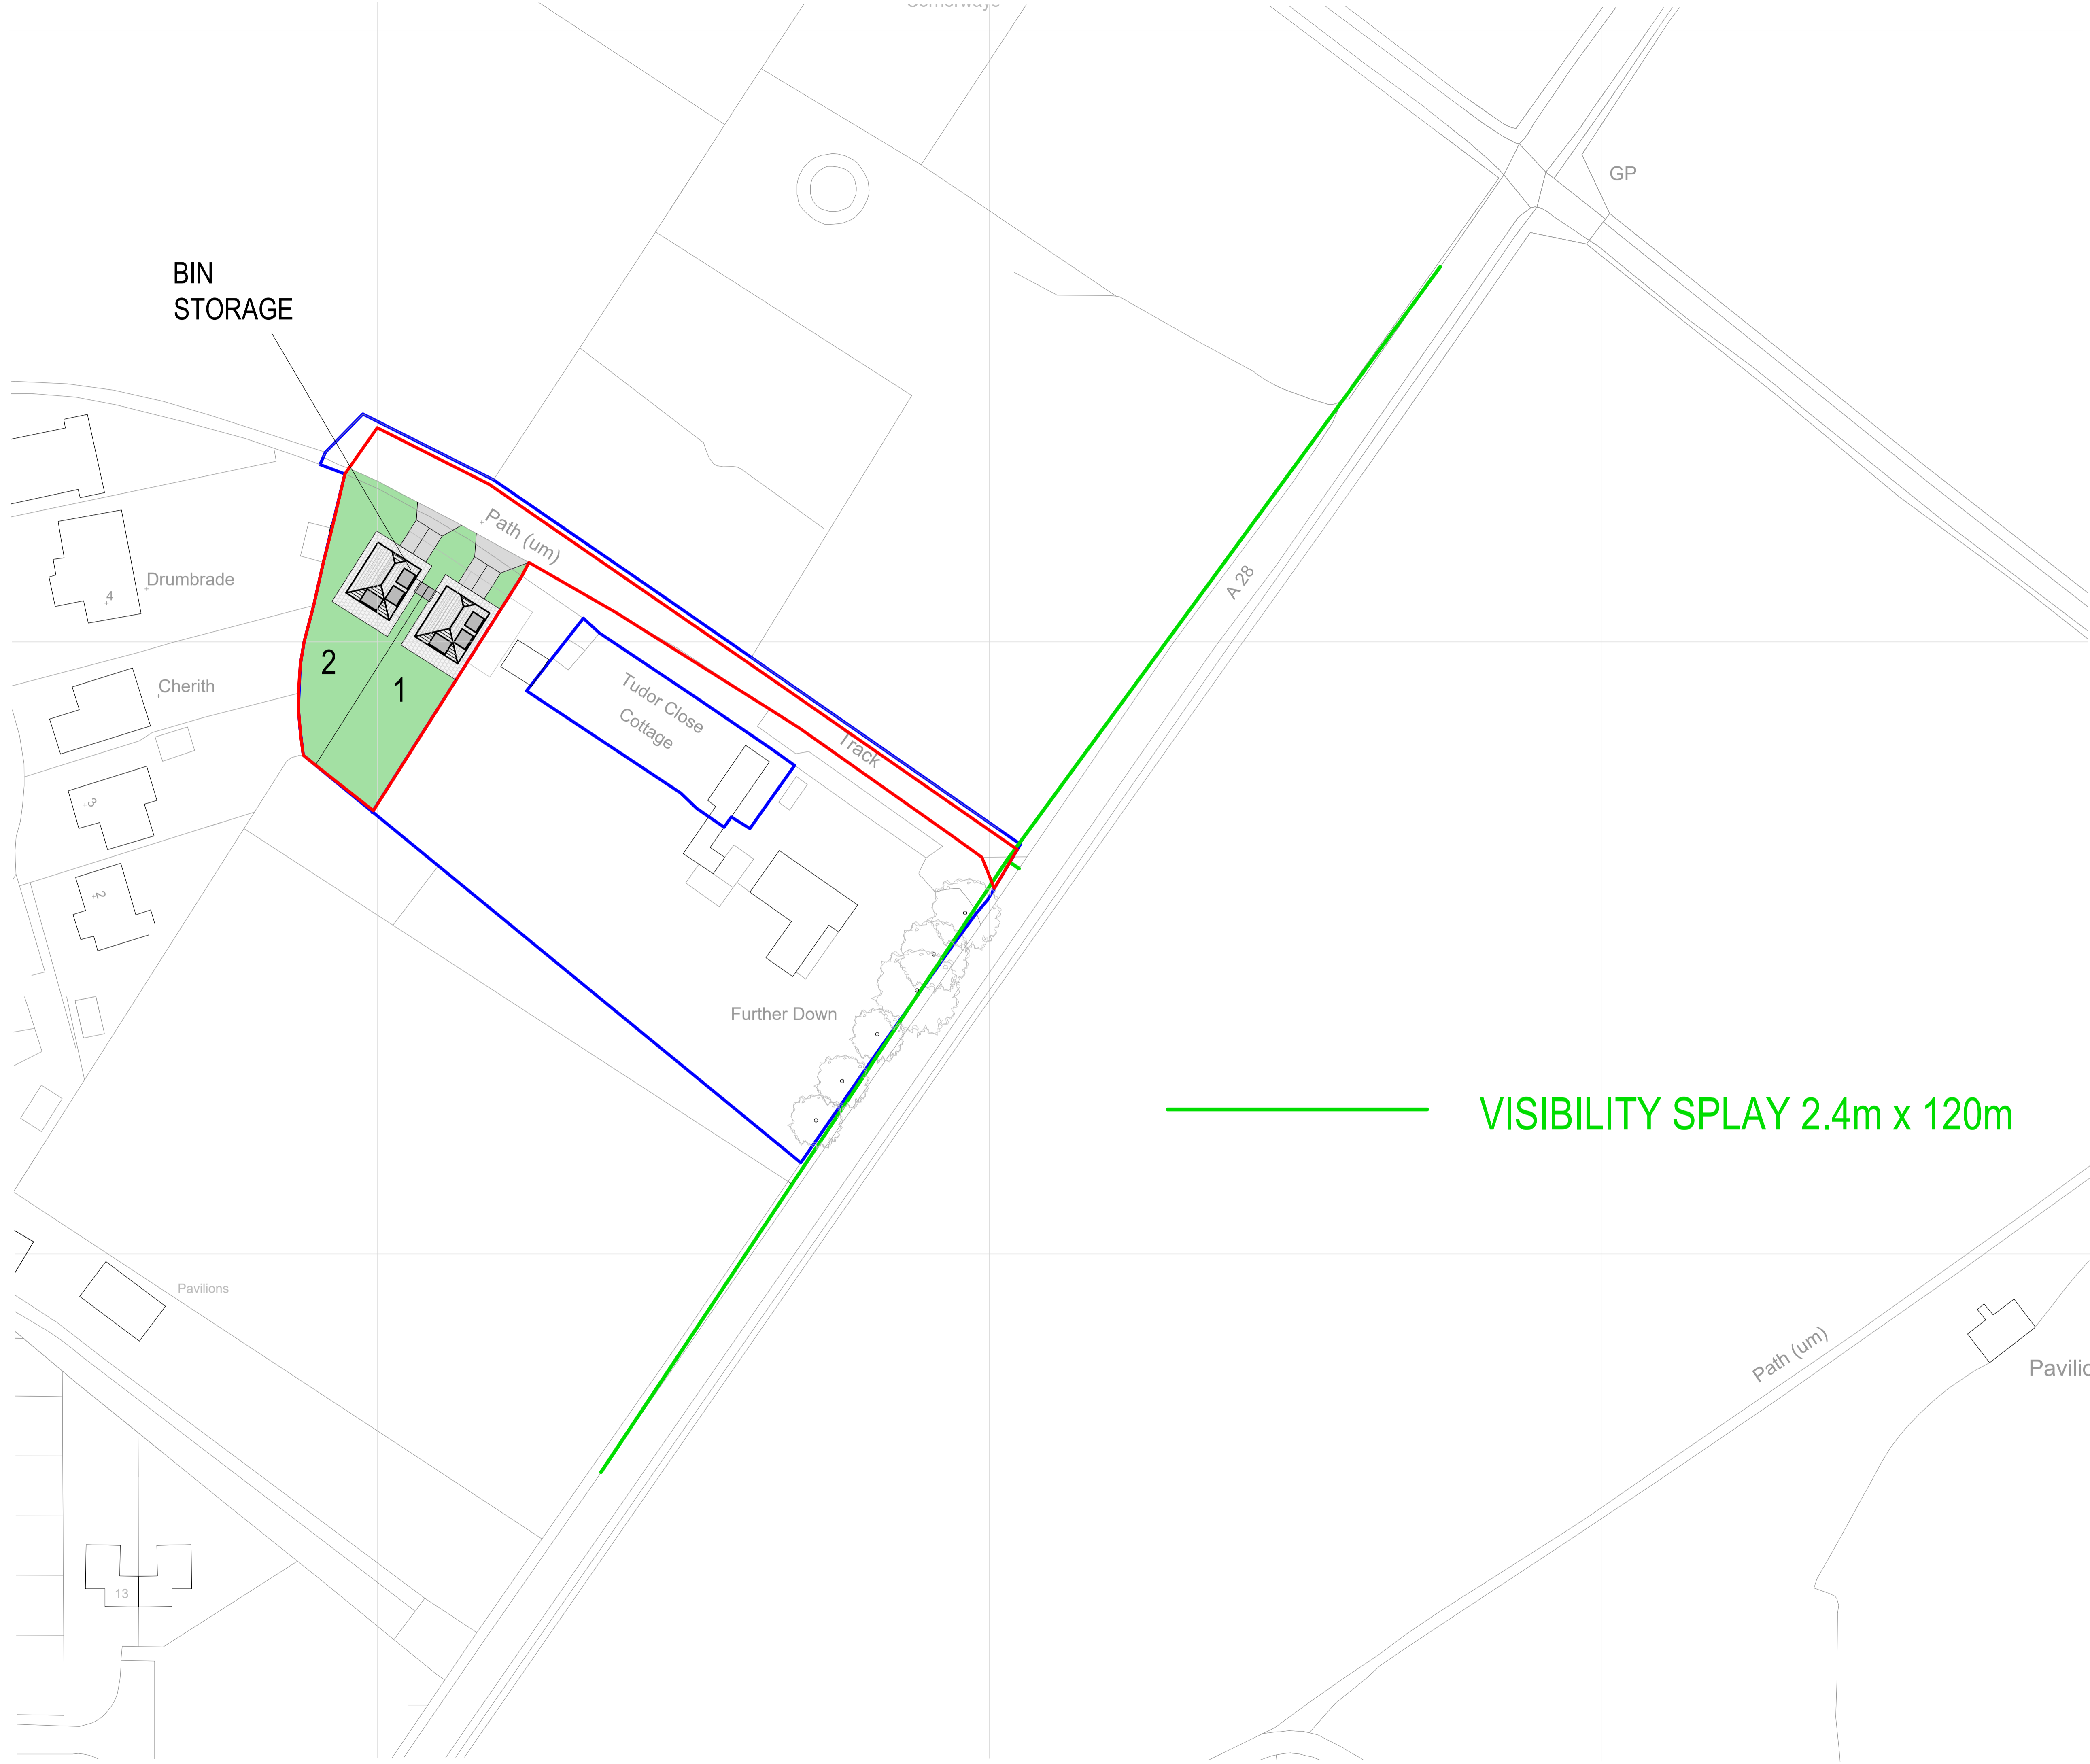 GP
BIN
STORAGE
Path (um)
A 28
Drumbrade
4
2
1
Cherith
Tudor Close
Cottage
Track
3
2
Further Down
VISIBILITY SPLAY 2.4m x 120m
Pavilions
Path (um)
Pavilio
13